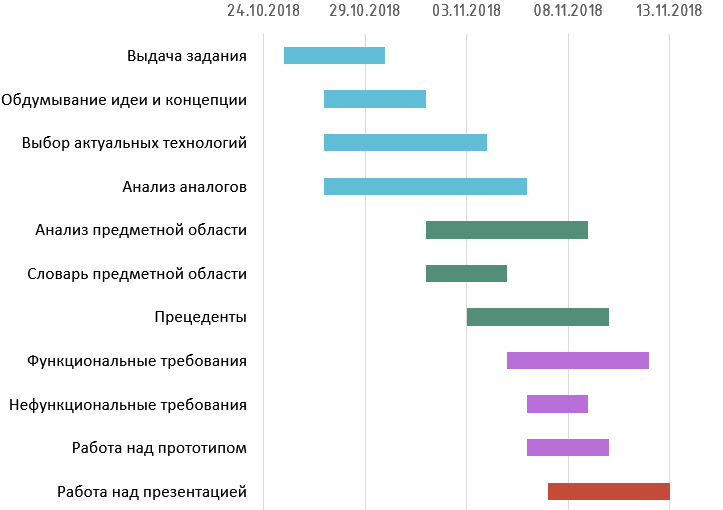 24.10.2018 29.10.2018 03.11.2018 08.11.2018 13.11.2018
Выдача задания
Обдумывание идеи и концепции
Выбор актуальных технологий
Анализ аналогов
Анализ предметной области
Словарь предметной области
Прецеденты
Функциональные требования
Нефункциональные требования
Работа над прототипом
Работа над презентацией